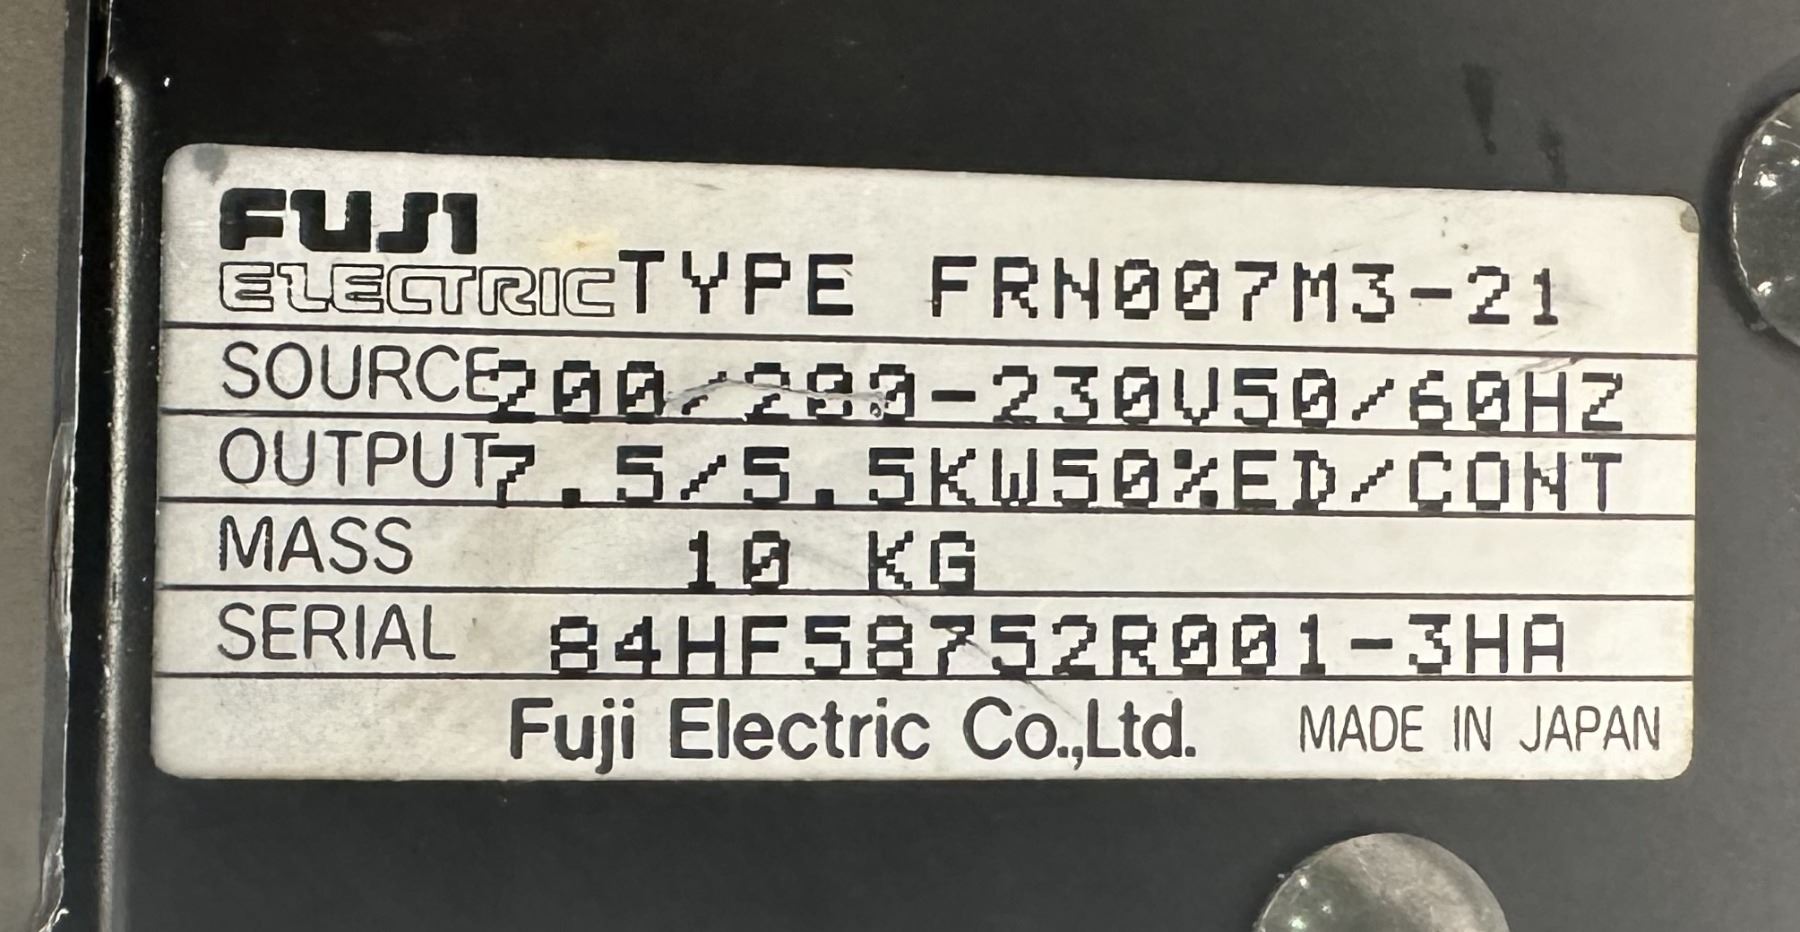 FUJI
ELECTRIC TYPE FRN007M3-21
SOURCE 200/200-230V50/60HZ
OUTPUT 7.5/5.5KW50%ED/CONT
MASS 10 KG
SERIAL 84HF58752R001-3HA
Fuji Electric Co.,Ltd. MADE IN JAPAN